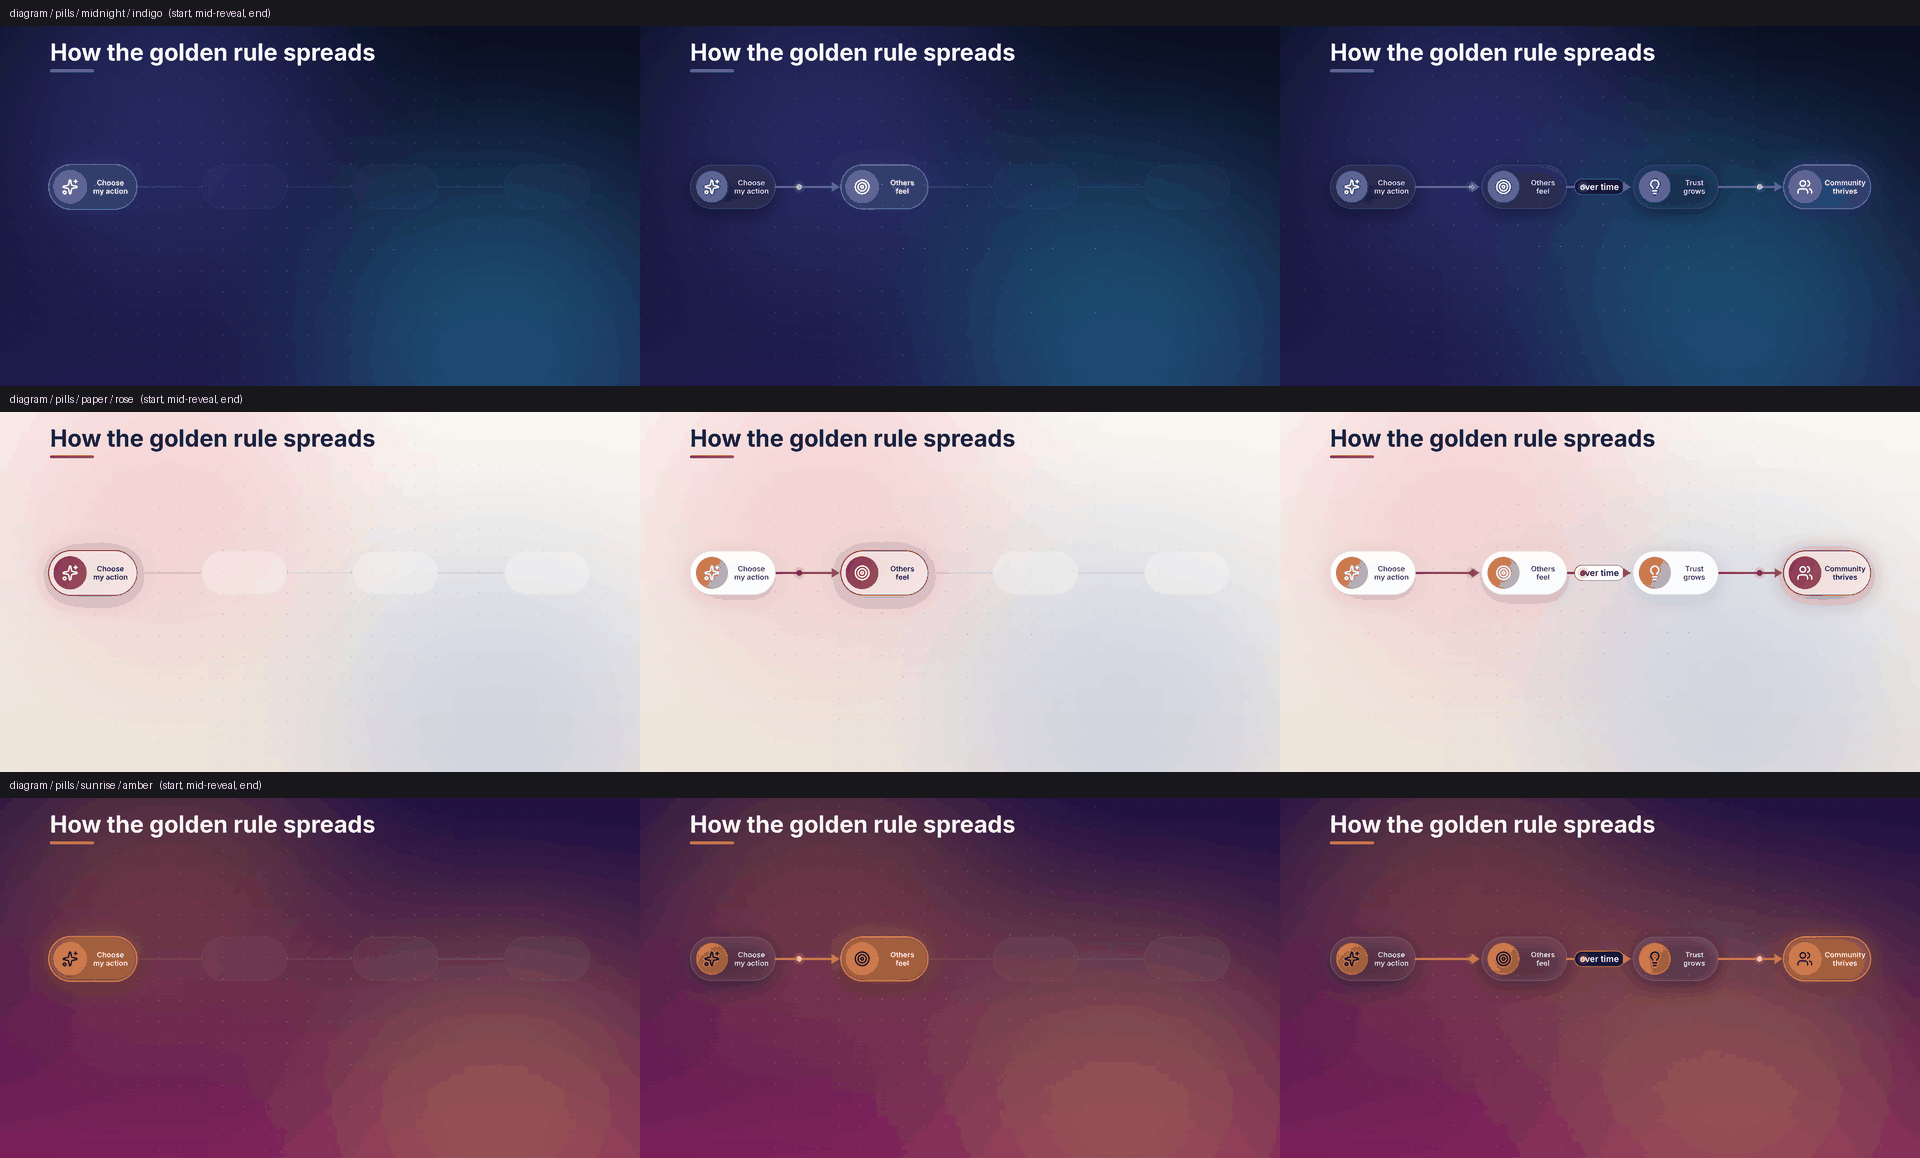 diagram / pills / midnight / indigo (start, mid-reveal, end)
How the golden rule spreads
How the golden rule spreads
How the golden rule spreads
Choose
my action
Choose
my action
Others
feel
Choose
my action
Others
feel
over time
Trust
grows
Community
thrives
diagram / pills / paper / rose (start, mid-reveal, end)
How the golden rule spreads
How the golden rule spreads
How the golden rule spreads
Choose
my action
Choose
my action
Others
feel
Choose
my action
Others
feel
over time
Trust
grows
Community
thrives
diagram / pills / sunrise / amber (start, mid-reveal, end)
How the golden rule spreads
How the golden rule spreads
How the golden rule spreads
Choose
my action
Choose
my action
Others
feel
Choose
my action
Others
feel
over time
Trust
grows
Community
thrives